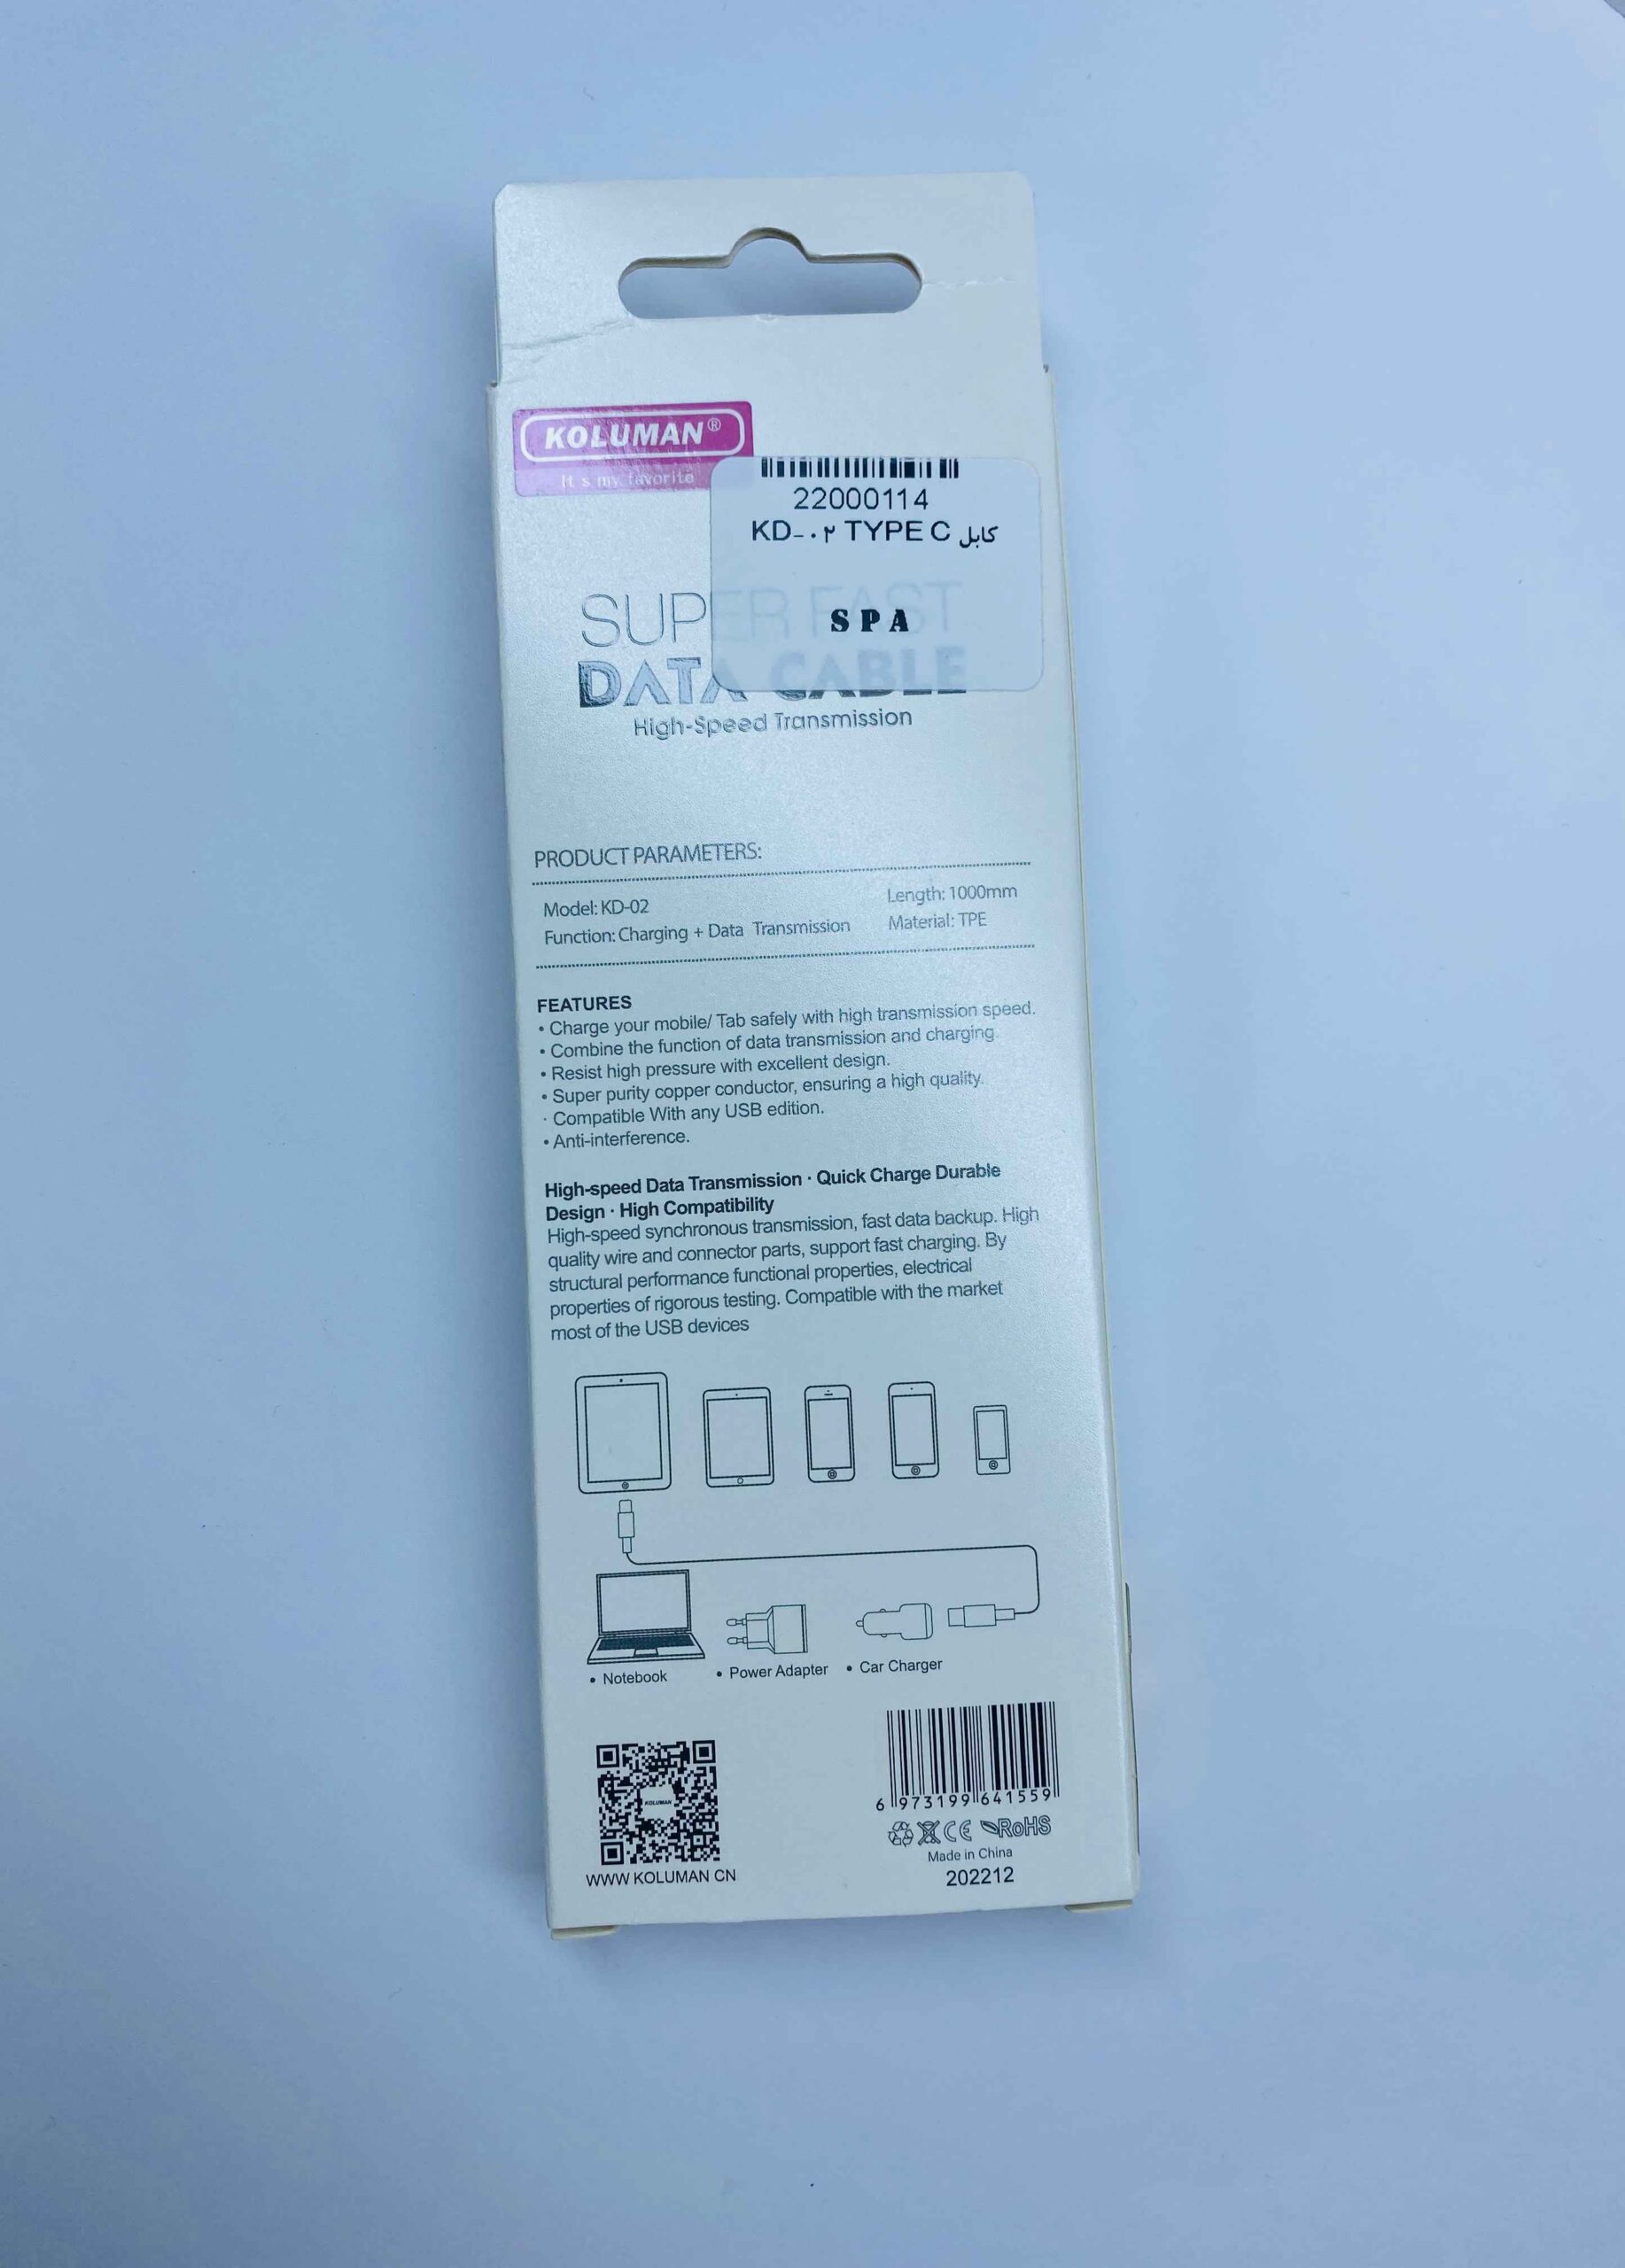 KOLUMAN®
It s my favorite
22000114
KD-۰۲ TYPE C کابل
SPA
SUPER FAST
DATA CABLE
High-Speed Transmission
PRODUCT PARAMETERS:
Model: KD-02
Length: 1000mm
Function: Charging + Data Transmission
Material: TPE
FEATURES
• Charge your mobile/ Tab safely with high transmission speed.
• Combine the function of data transmission and charging.
• Resist high pressure with excellent design.
• Super purity copper conductor, ensuring a high quality.
· Compatible With any USB edition.
• Anti-interference.
High-speed Data Transmission · Quick Charge Durable
Design · High Compatibility
High-speed synchronous transmission, fast data backup. High
quality wire and connector parts, support fast charging. By
structural performance functional properties, electrical
properties of rigorous testing. Compatible with the market
most of the USB devices
• Notebook
• Power Adapter
• Car Charger
KOLUMAN
WWW KOLUMAN CN
6 973199 641559
CE RoHS
Made in China
202212